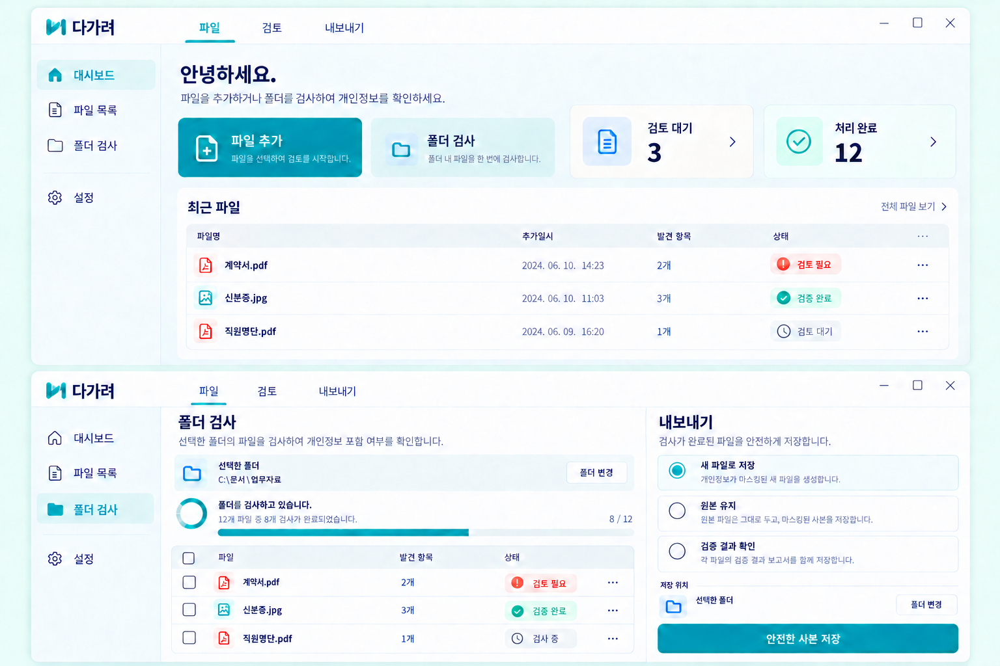 다가려
파일
검토
내보내기
대시보드
파일 목록
폴더 검사
설정
안녕하세요.
파일을 추가하거나 폴더를 검사하여 개인정보를 확인하세요.
파일 추가
파일을 선택하여 검토를 시작합니다.
폴더 검사
폴더 내 파일을 한 번에 검사합니다.
검토 대기
3
처리 완료
12
최근 파일
전체 파일 보기
파일명 추가일시 발견 항목 상태 ···
계약서.pdf 2024. 06. 10. 14:23 2개 검토 필요 ···
신분증.jpg 2024. 06. 10. 11:03 3개 검증 완료 ···
직원명단.pdf 2024. 06. 09. 16:20 1개 검토 대기 ···
다가려
파일
검토
내보내기
대시보드
파일 목록
폴더 검사
설정
폴더 검사
선택한 폴더의 파일을 검사하여 개인정보 포함 여부를 확인합니다.
선택한 폴더
C:\문서\업무자료
폴더 변경
폴더를 검사하고 있습니다.
12개 파일 중 8개 검사가 완료되었습니다.
8 / 12
파일 발견 항목 상태
계약서.pdf 2개 검토 필요 ···
신분증.jpg 3개 검증 완료 ···
직원명단.pdf 1개 검사 중 ···
내보내기
검사가 완료된 파일을 안전하게 저장합니다.
새 파일로 저장
개인정보가 마스킹된 새 파일을 생성합니다.
원본 유지
원본 파일은 그대로 두고, 마스킹된 사본을 저장합니다.
검증 결과 확인
각 파일의 검증 결과 보고서를 함께 저장합니다.
저장 위치
선택한 폴더
폴더 변경
안전한 사본 저장